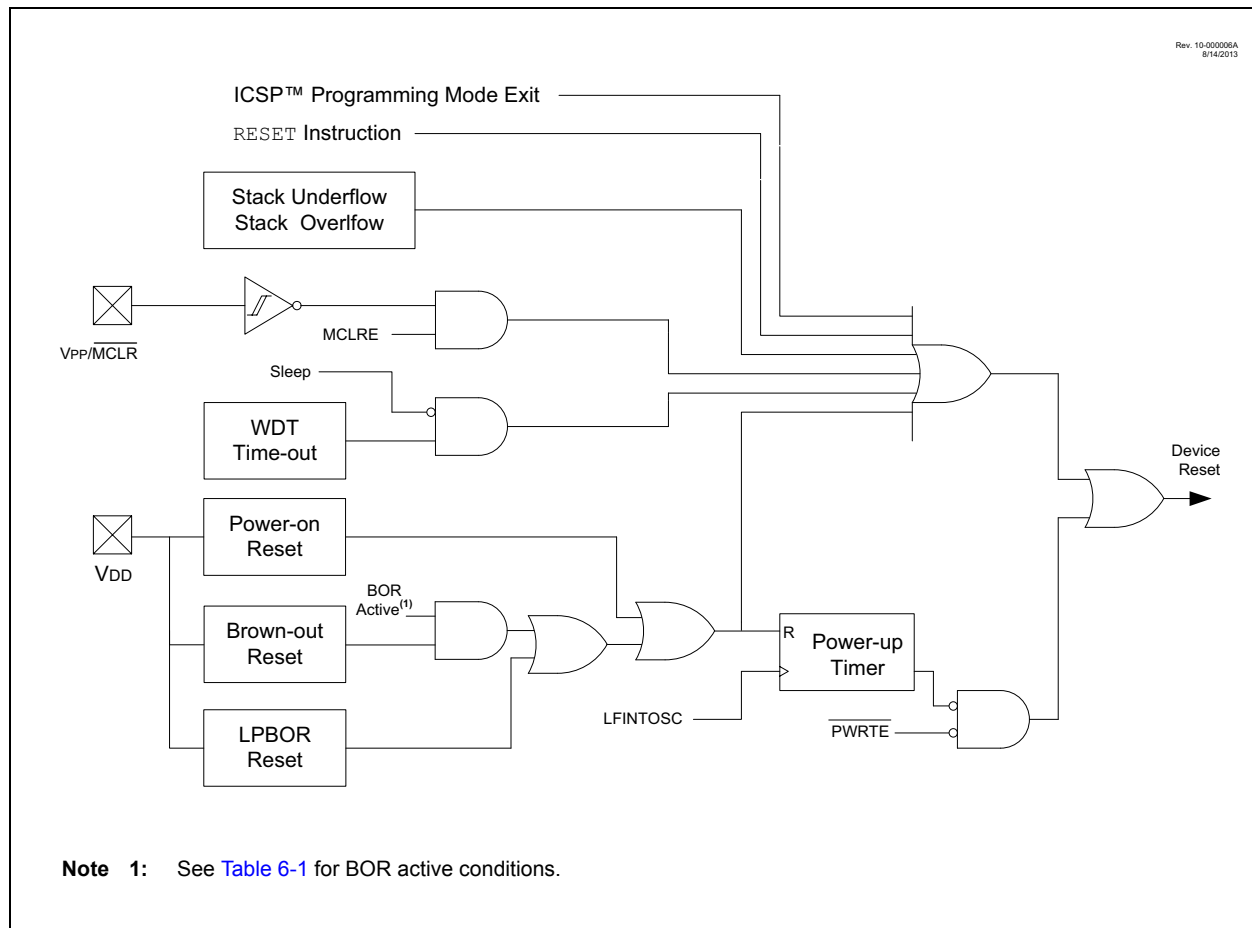 Rev. 10-000006A
8/14/2013
ICSP™ Programming Mode Exit
RESET Instruction
Stack Underflow
Stack Overlfow
VPP/MCLR
MCLRE
Sleep
WDT
Time-out
Device
Reset
VDD
Power-on
Reset
BOR
Active(1)
Brown-out
Reset
R
Power-up
Timer
LFINTOSC
PWRTE
LPBOR
Reset
Note 1: See Table 6-1 for BOR active conditions.